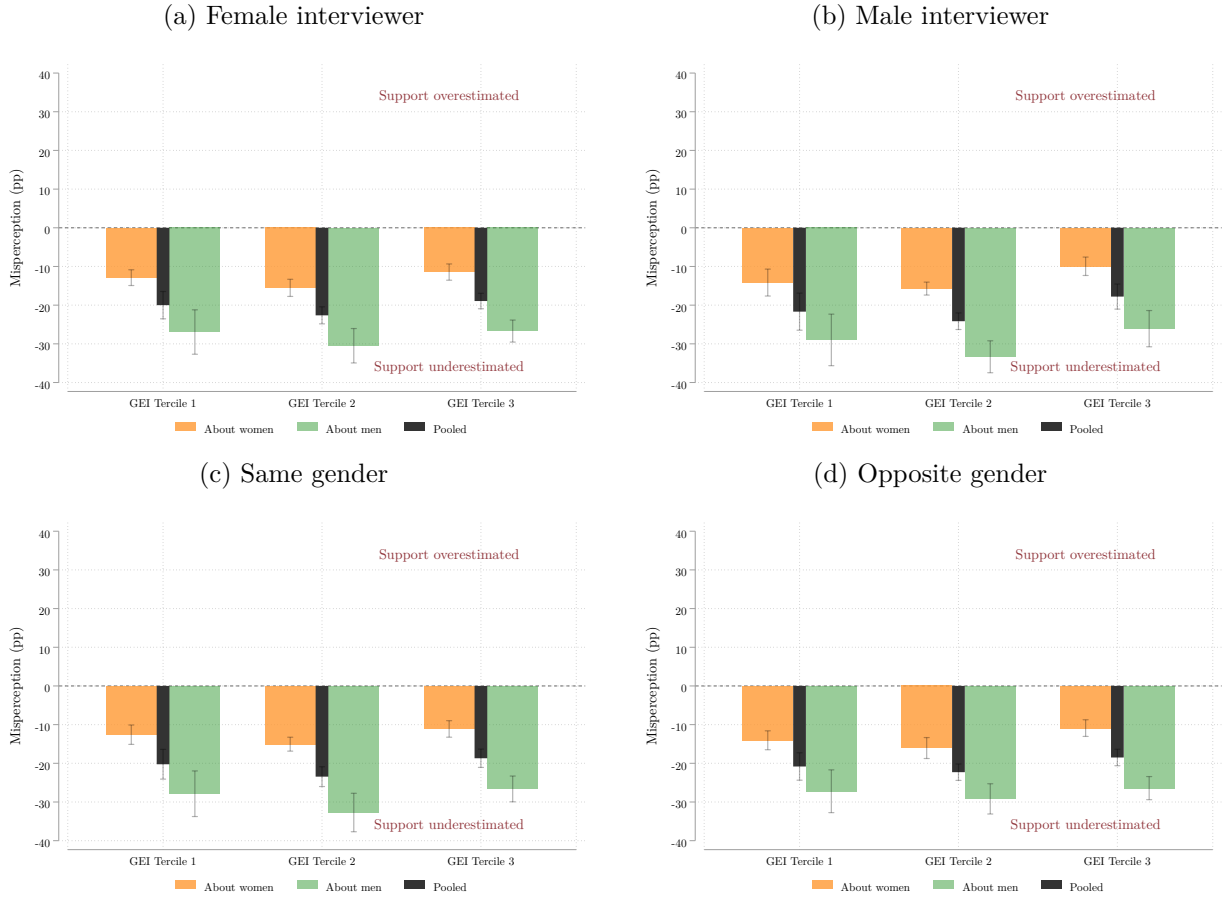 (a) Female interviewer
40
30
20
10
0
-10
-20
-30
-40
Misperception (pp)
Support overestimated
Support underestimated
GEI Tercile 1
GEI Tercile 2
GEI Tercile 3
About women
About men
Pooled
(b) Male interviewer
40
30
20
10
0
-10
-20
-30
-40
Misperception (pp)
Support overestimated
Support underestimated
GEI Tercile 1
GEI Tercile 2
GEI Tercile 3
About women
About men
Pooled
(c) Same gender
40
30
20
10
0
-10
-20
-30
-40
Misperception (pp)
Support overestimated
Support underestimated
GEI Tercile 1
GEI Tercile 2
GEI Tercile 3
About women
About men
Pooled
(d) Opposite gender
40
30
20
10
0
-10
-20
-30
-40
Misperception (pp)
Support overestimated
Support underestimated
GEI Tercile 1
GEI Tercile 2
GEI Tercile 3
About women
About men
Pooled